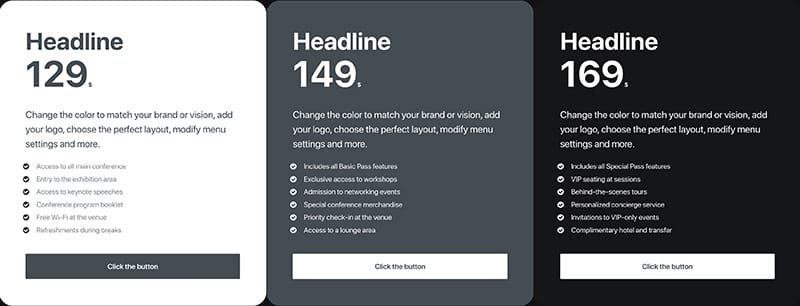 Headline
129$
Change the color to match your brand or vision, add
your logo, choose the perfect layout, modify menu
settings and more.
Access to all main conference
Entry to the exhibition area
Access to keynote speeches
Conference program booklet
Free Wi-Fi at the venue
Refreshments during breaks
Click the button
Headline
149$
Change the color to match your brand or vision, add
your logo, choose the perfect layout, modify menu
settings and more.
Includes all Basic Pass features
Exclusive access to workshops
Admission to networking events
Special conference merchandise
Priority check-in at the venue
Access to a lounge area
Click the button
Headline
169$
Change the color to match your brand or vision, add
your logo, choose the perfect layout, modify menu
settings and more.
Includes all Special Pass features
VIP seating at sessions
Behind-the-scenes tours
Personalized concierge service
Invitations to VIP-only events
Complimentary hotel and transfer
Click the button